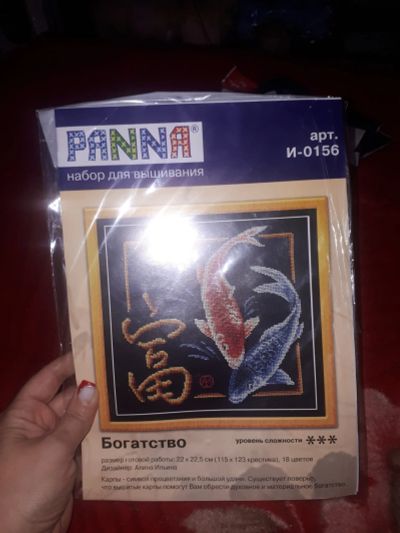 PANNA®
арт.
И-0156
набор для вышивания
富
Богатство
уровень сложности ***
размер готовой работы: 22 x 22,5 см (115 x 123 крестика), 18 цветов
Дизайнер: Алина Ильина
Карпы - символ процветания и большой удачи. Существует поверье,
что вышитые карпы помогут Вам обрести духовное и материальное богатство.